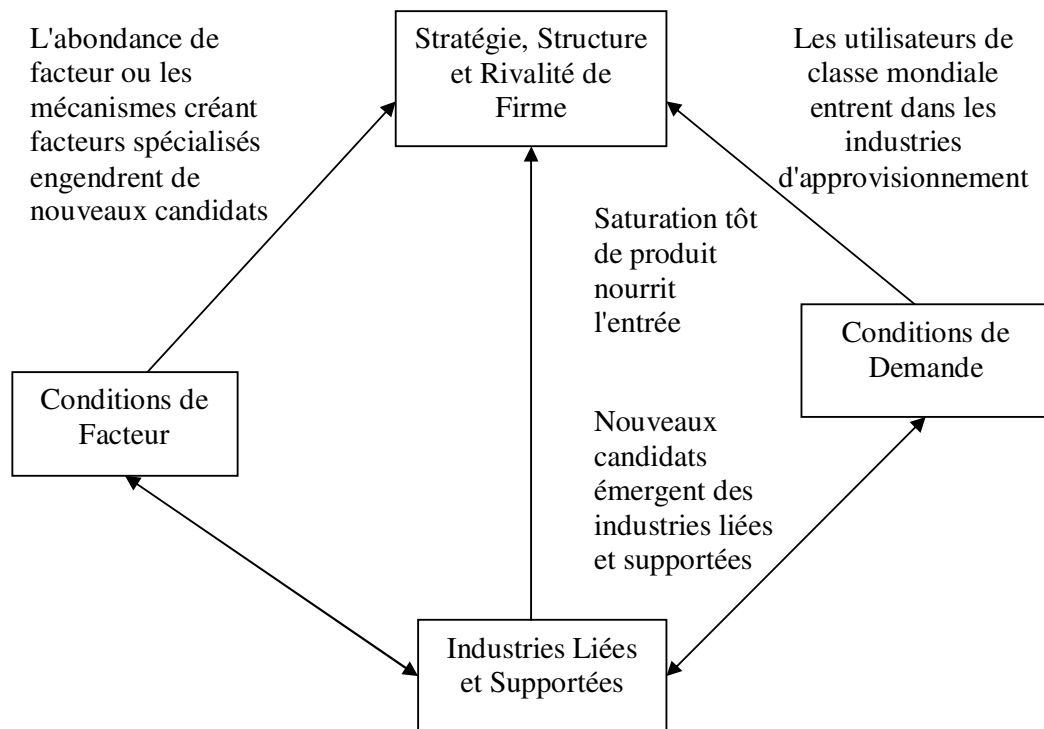 L'abondance de
facteur ou les
mécanismes créant
facteurs spécialisés
engendrent de
nouveaux candidats
Stratégie, Structure
et Rivalité de
Firme
Les utilisateurs de
classe mondiale
entrent dans les
industries
d'approvisionnement
Saturation tôt
de produit
nourrit
l'entrée
Conditions de
Demande
Conditions de
Facteur
Nouveaux
candidats
émergent des
industries liées
et supportées
Industries Liées
et Supportées